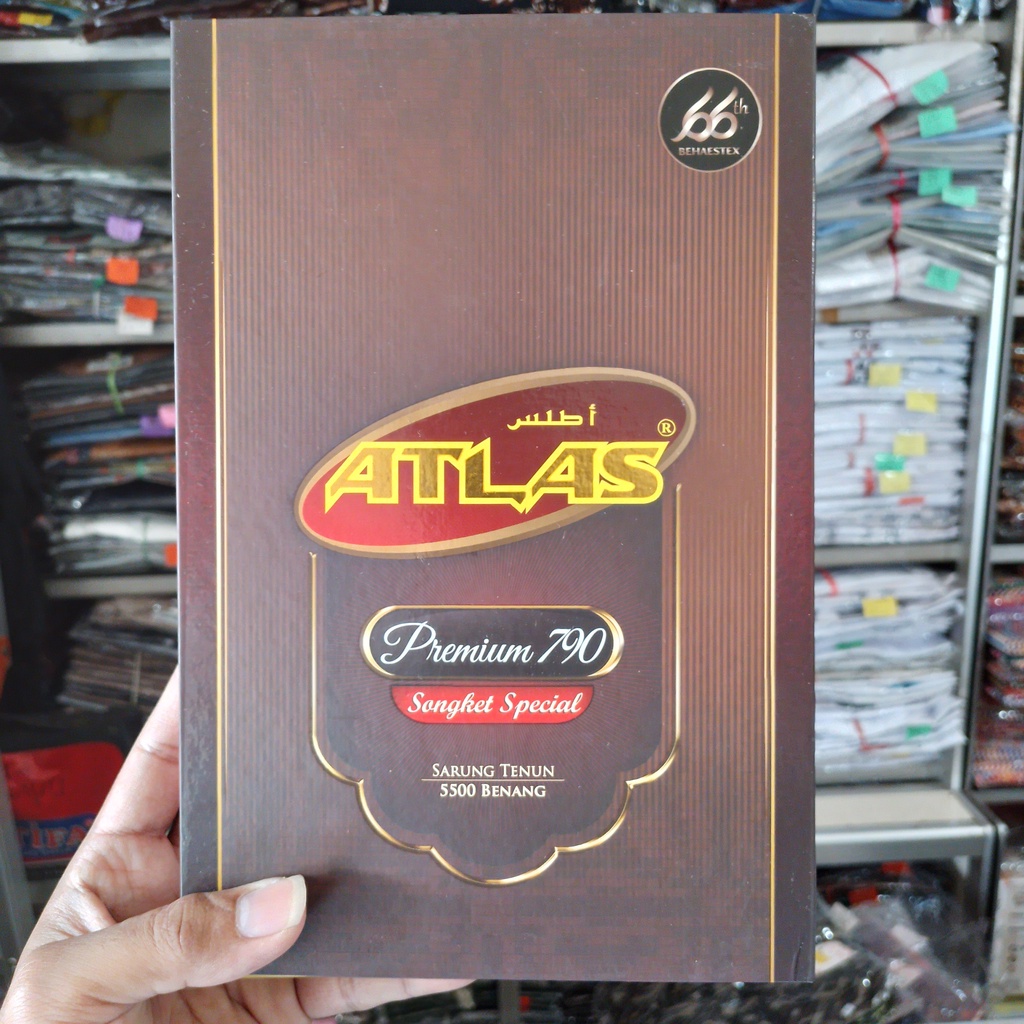 66th
BEHAESTEX
أطلس
ATLAS®
Premium 790
Songket Special
SARUNG TENUN
5500 BENANG